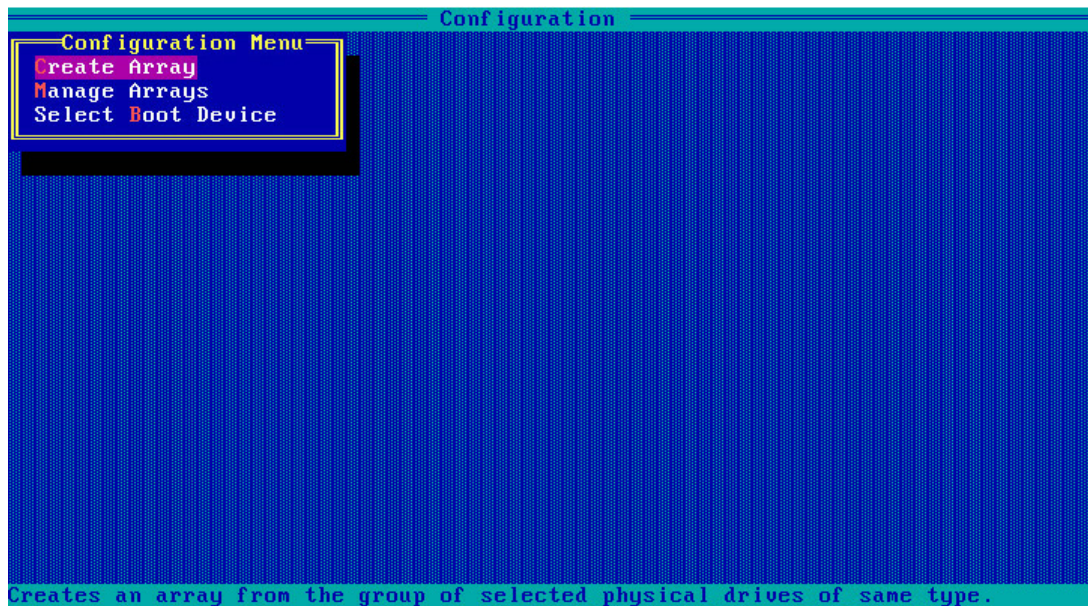 Configuration
Configuration Menu
Create Array
Manage Arrays
Select Boot Device
Creates an array from the group of selected physical drives of same type.